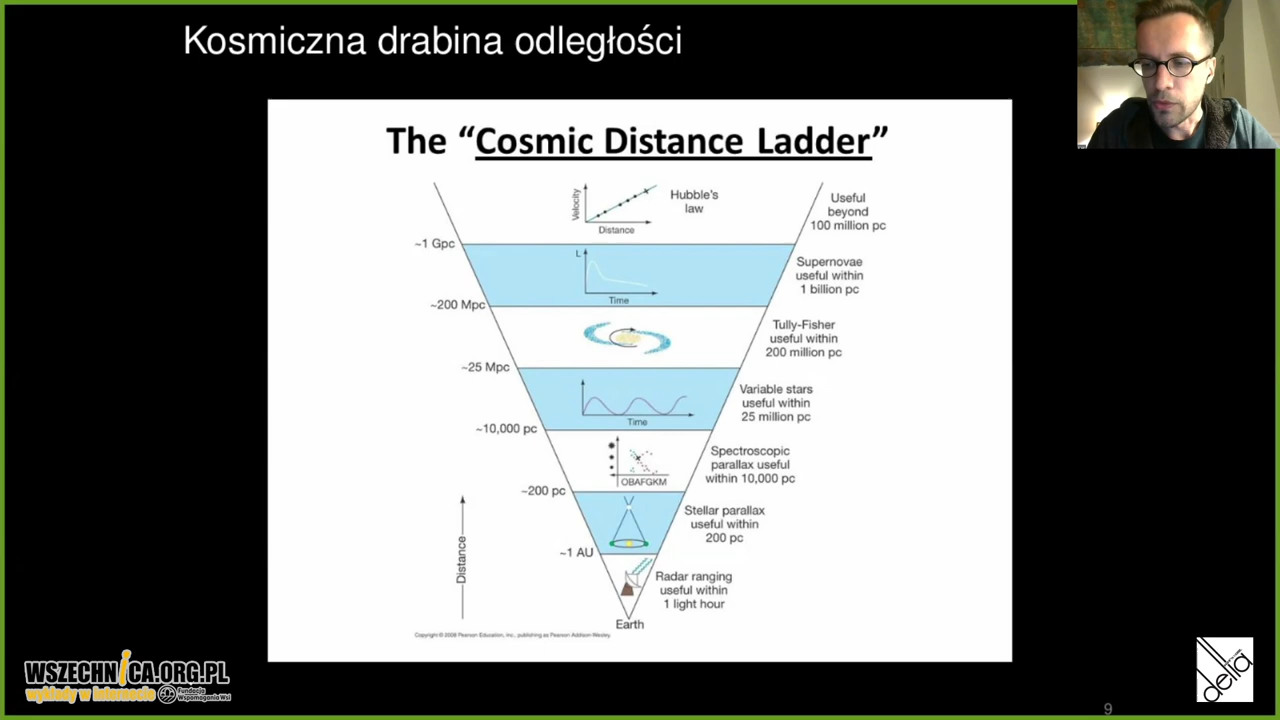 Kosmiczna drabina odległości
The “Cosmic Distance Ladder”
Velocity
Distance
Hubble's
law
Useful
beyond
100 million pc
~1 Gpc
L
Time
Supernovae
useful within
1 billion pc
~200 Mpc
Tully-Fisher
useful within
200 million pc
~25 Mpc
Time
Variable stars
useful within
25 million pc
~10,000 pc
OBAFGKM
Spectroscopic
parallax useful
within 10,000 pc
~200 pc
Stellar parallax
useful within
200 pc
~1 AU
Distance
Radar ranging
useful within
1 light hour
Earth
Copyright © 2008 Pearson Education, Inc., publishing as Pearson Addison-Wesley.
WSZECHNICA.ORG.PL
wykłady w internecie
Fundacja
Wspomagania Wsi
delta
9